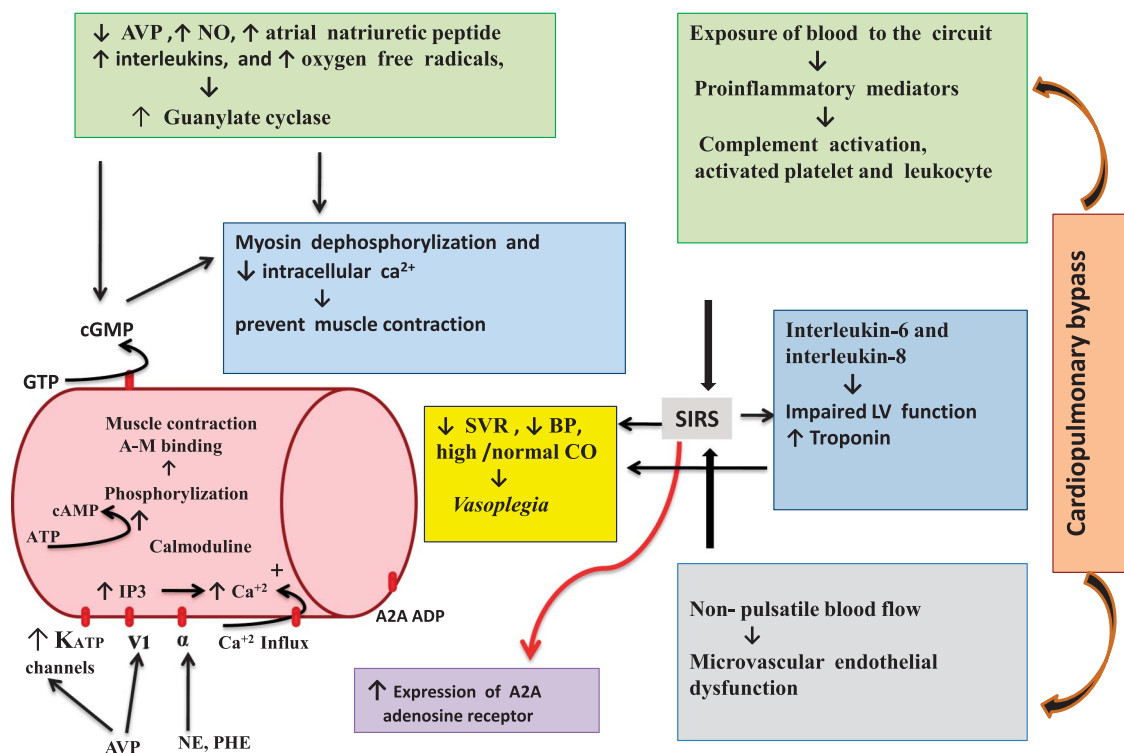 ↓ AVP ,↑ NO, ↑ atrial natriuretic peptide
↑ interleukins, and ↑ oxygen free radicals,
↓
↑ Guanylate cyclase
Exposure of blood to the circuit
↓
Proinflammatory mediators
↓
Complement activation,
activated platelet and leukocyte
Cardiopulmonary bypass
Myosin dephosphorylization and
↓ intracellular ca²⁺
↓
prevent muscle contraction
cGMP
GTP
Interleukin-6 and
interleukin-8
↓
Impaired LV function
↑ Troponin
SIRS
↓ SVR , ↓ BP,
high /normal CO
↓
Vasoplegia
Muscle contraction
A-M binding
↑
Phosphorylization
cAMP
↑
ATP
Calmoduline
+
↑ IP3
↑ Ca⁺²
A2A ADP
↑ KATP
channels
V1
α
Ca⁺² Influx
AVP
NE, PHE
↑ Expression of A2A
adenosine receptor
Non- pulsatile blood flow
↓
Microvascular endothelial
dysfunction